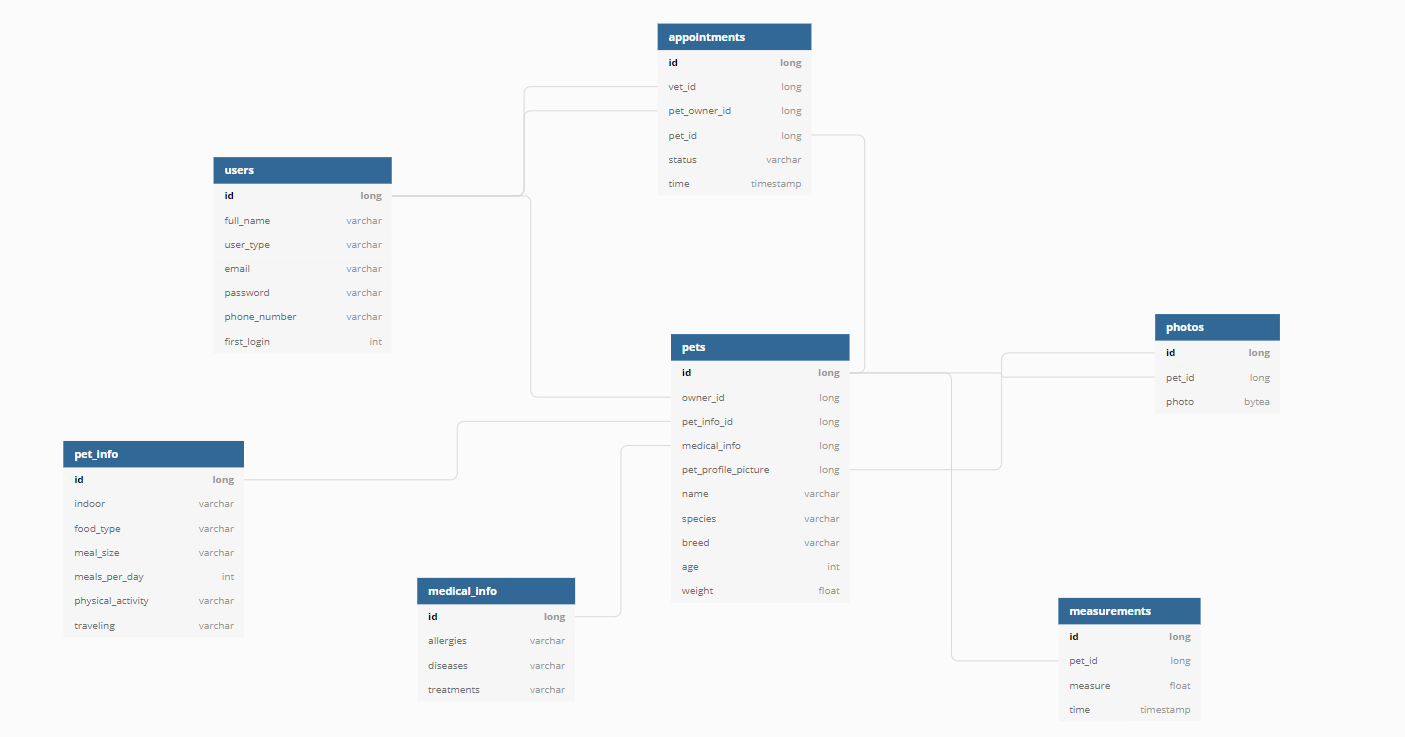 appointments
id long
vet_id long
pet_owner_id long
pet_id long
status varchar
time timestamp
users
id long
full_name varchar
user_type varchar
email varchar
password varchar
phone_number varchar
first_login int
photos
id long
pet_id long
photo bytea
pets
id long
owner_id long
pet_info_id long
medical_info long
pet_profile_picture long
name varchar
species varchar
breed varchar
age int
weight float
pet_info
id long
indoor varchar
food_type varchar
meal_size varchar
meals_per_day int
physical_activity varchar
traveling varchar
medical_info
id long
allergies varchar
diseases varchar
treatments varchar
measurements
id long
pet_id long
measure float
time timestamp